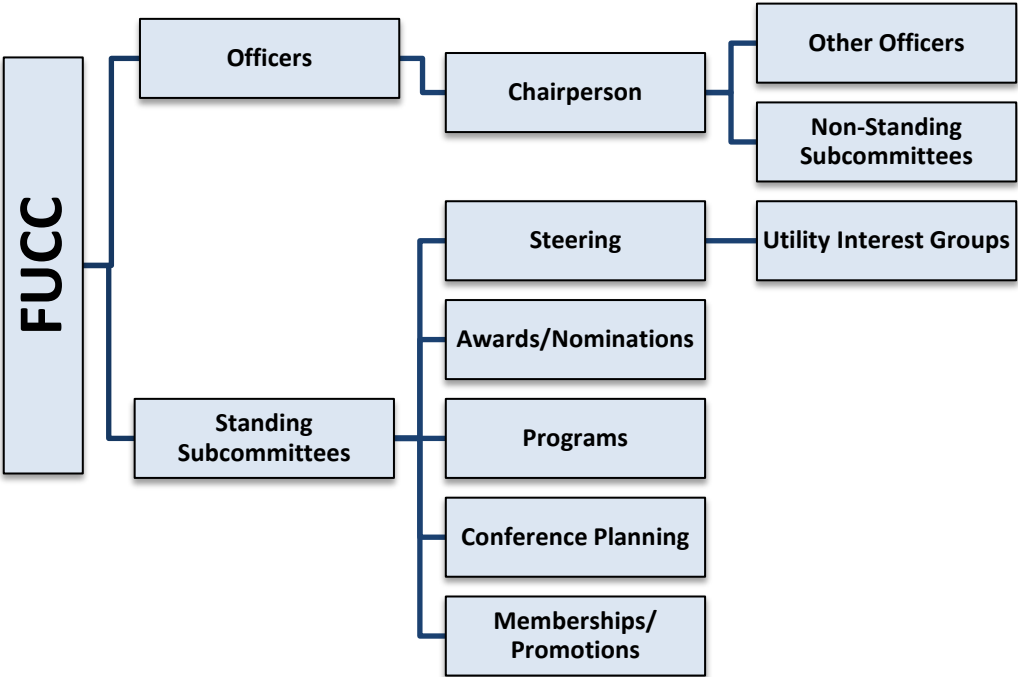 FUCC
Officers
Chairperson
Other Officers
Non-Standing
Subcommittees
Standing
Subcommittees
Steering
Utility Interest Groups
Awards/Nominations
Programs
Conference Planning
Memberships/
Promotions